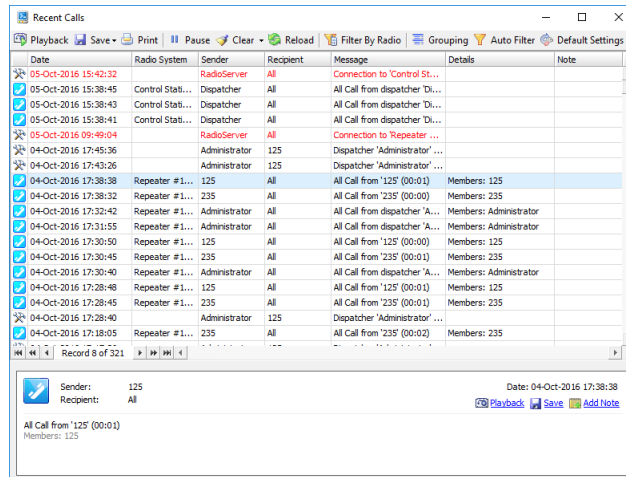 Recent Calls
Playback Save Print Pause Clear Reload Filter By Radio Grouping Auto Filter Default Settings
Date Radio System Sender Recipient Message Details Note
05-Oct-2016 15:42:32 RadioServer All Connection to 'Control St...
05-Oct-2016 15:38:45 Control Stati... Dispatcher All All Call from dispatcher 'Di...
05-Oct-2016 15:38:43 Control Stati... Dispatcher All All Call from dispatcher 'Di...
05-Oct-2016 15:38:41 Control Stati... Dispatcher All All Call from dispatcher 'Di...
05-Oct-2016 09:49:04 RadioServer All Connection to 'Repeater ...
04-Oct-2016 17:45:36 Administrator 125 Dispatcher 'Administrator' ...
04-Oct-2016 17:43:26 Administrator 125 Dispatcher 'Administrator' ...
04-Oct-2016 17:38:38 Repeater #1... 125 All All Call from '125' (00:01) Members: 125
04-Oct-2016 17:38:32 Repeater #1... 235 All All Call from '235' (00:00) Members: 235
04-Oct-2016 17:32:42 Repeater #1... Administrator All All Call from dispatcher 'A... Members: Administrator
04-Oct-2016 17:31:55 Repeater #1... Administrator All All Call from dispatcher 'A... Members: Administrator
04-Oct-2016 17:30:50 Repeater #1... 125 All All Call from '125' (00:00) Members: 125
04-Oct-2016 17:30:45 Repeater #1... 235 All All Call from '235' (00:01) Members: 235
04-Oct-2016 17:30:40 Repeater #1... Administrator All All Call from dispatcher 'A... Members: Administrator
04-Oct-2016 17:28:48 Repeater #1... 125 All All Call from '125' (00:01) Members: 125
04-Oct-2016 17:28:45 Repeater #1... 235 All All Call from '235' (00:01) Members: 235
04-Oct-2016 17:28:40 Administrator 125 Dispatcher 'Administrator' ...
04-Oct-2016 17:18:05 Repeater #1... 235 All All Call from '235' (00:02) Members: 235
Record 8 of 321
Sender: 125 Date: 04-Oct-2016 17:38:38
Recipient: All Playback Save Add Note
All Call from '125' (00:01)
Members: 125